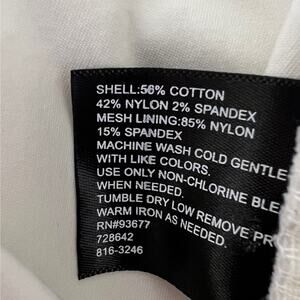 SHELL:56% COTTON
42% NYLON 2% SPANDEX
MESH LINING:85% NYLON
15% SPANDEX
MACHINE WASH COLD GENTLE
WITH LIKE COLORS.
USE ONLY NON-CHLORINE BLE
WHEN NEEDED
TUMBLE DRY LOW REMOVE PR
WARM IRON AS NEEDED.
RN#93677
728642
816-3246